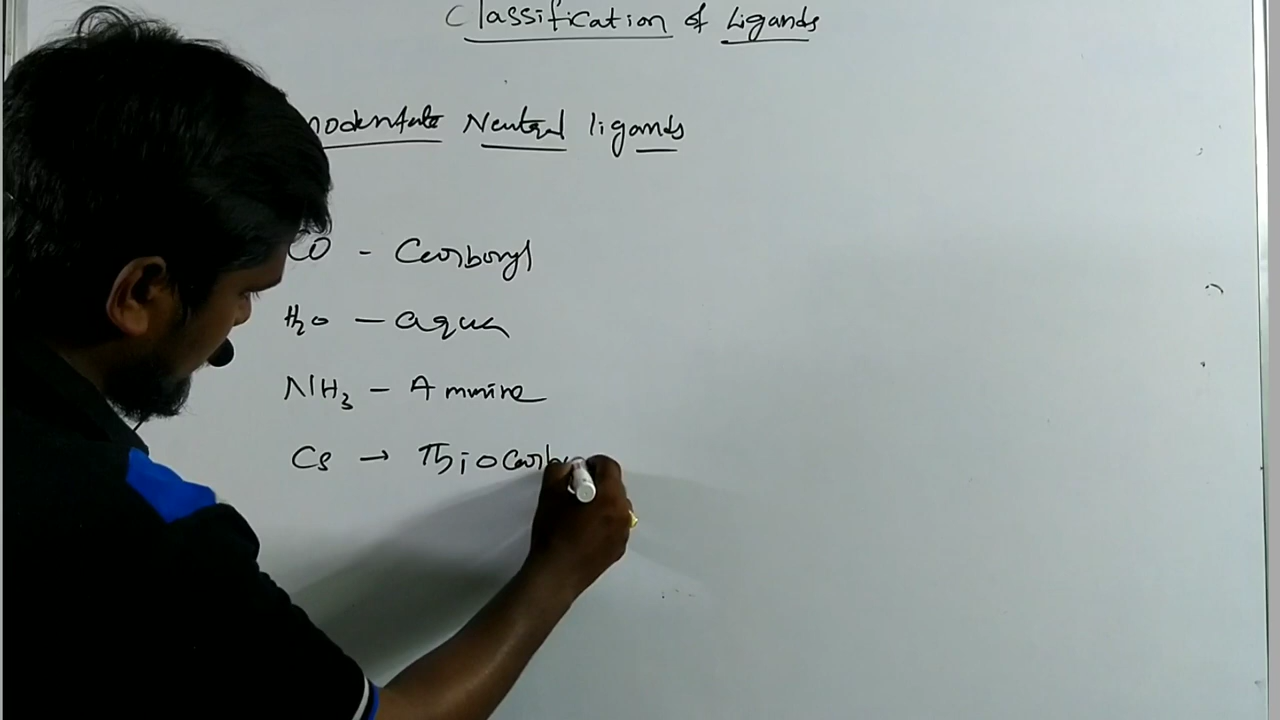 Classification of Ligands
nodentate Neutral ligands
CO - Carbonyl
H2O - aqua
NH3 - Ammine
CS → Thiocarb